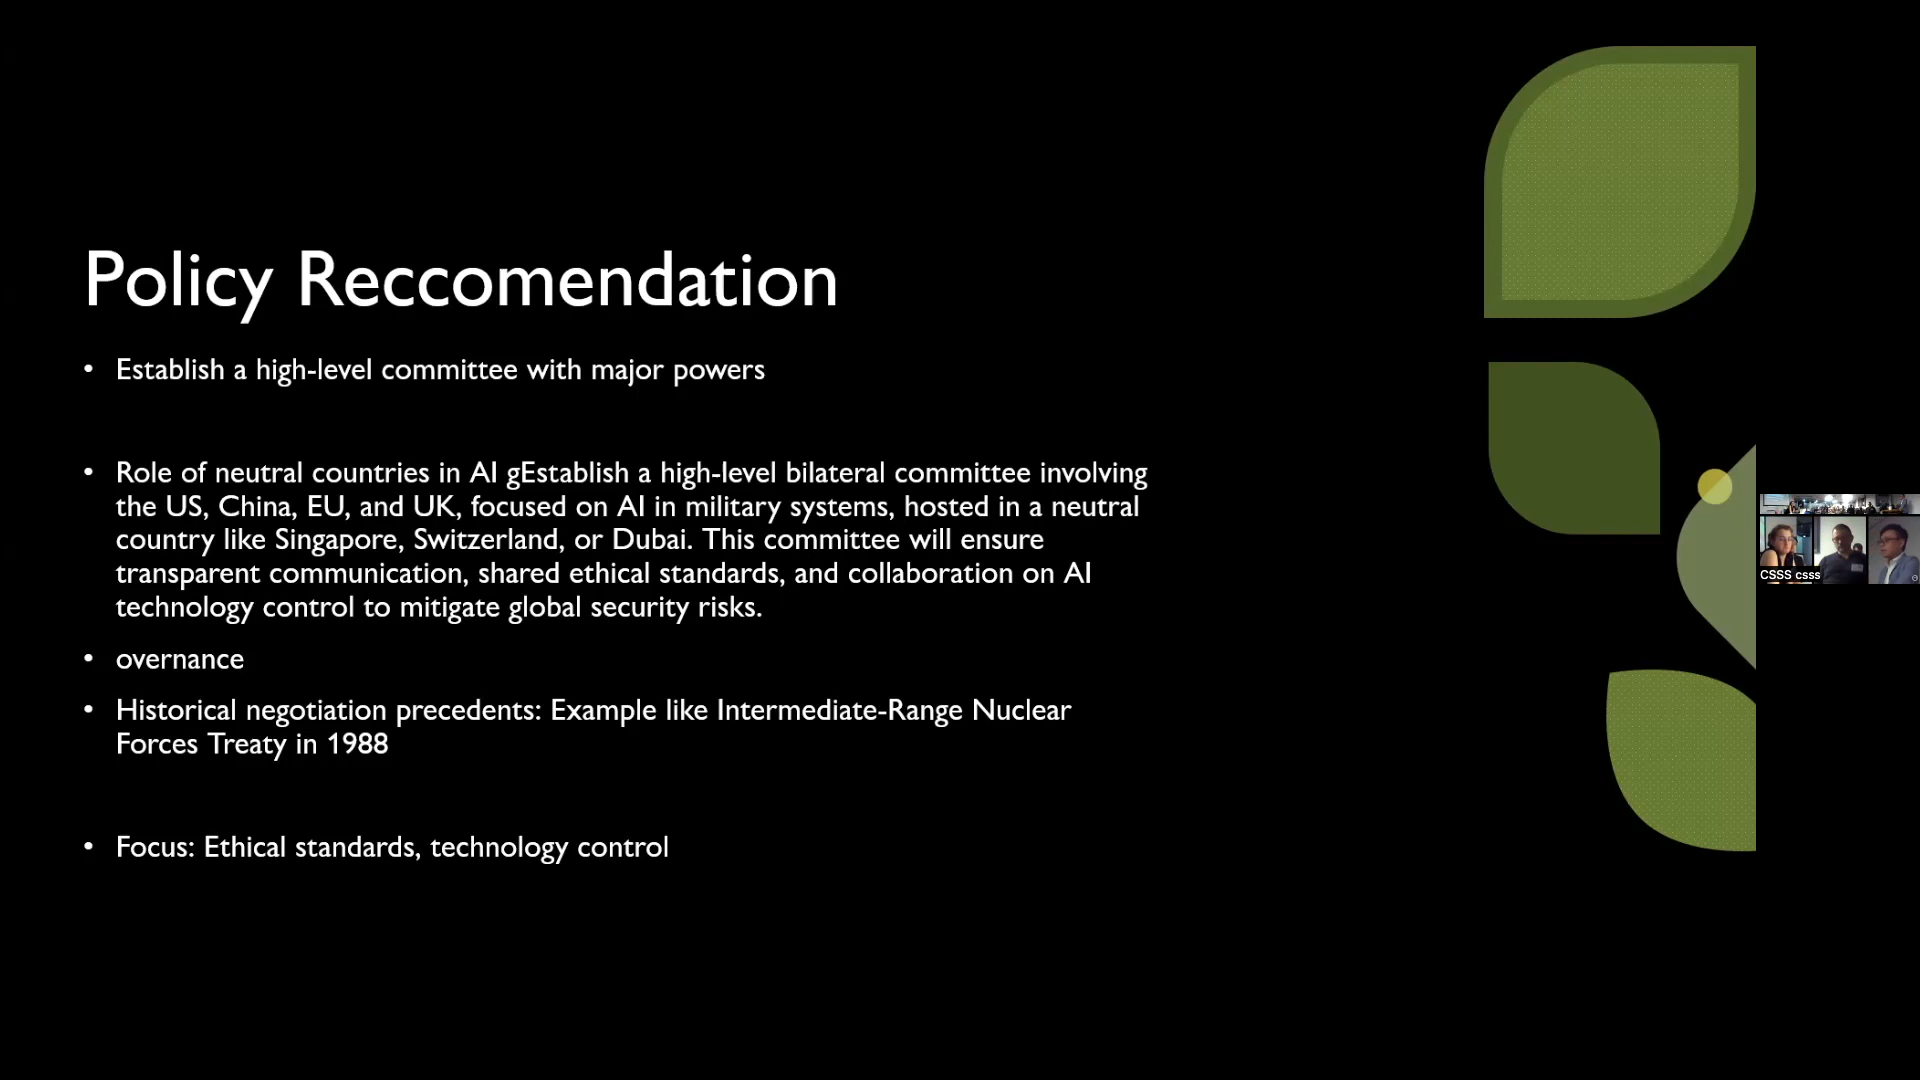 Policy Reccomendation
• Establish a high-level committee with major powers
• Role of neutral countries in AI gEstablish a high-level bilateral committee involving
the US, China, EU, and UK, focused on AI in military systems, hosted in a neutral
country like Singapore, Switzerland, or Dubai. This committee will ensure
transparent communication, shared ethical standards, and collaboration on AI
technology control to mitigate global security risks.
• overnance
• Historical negotiation precedents: Example like Intermediate-Range Nuclear
Forces Treaty in 1988
• Focus: Ethical standards, technology control
CSSS csss